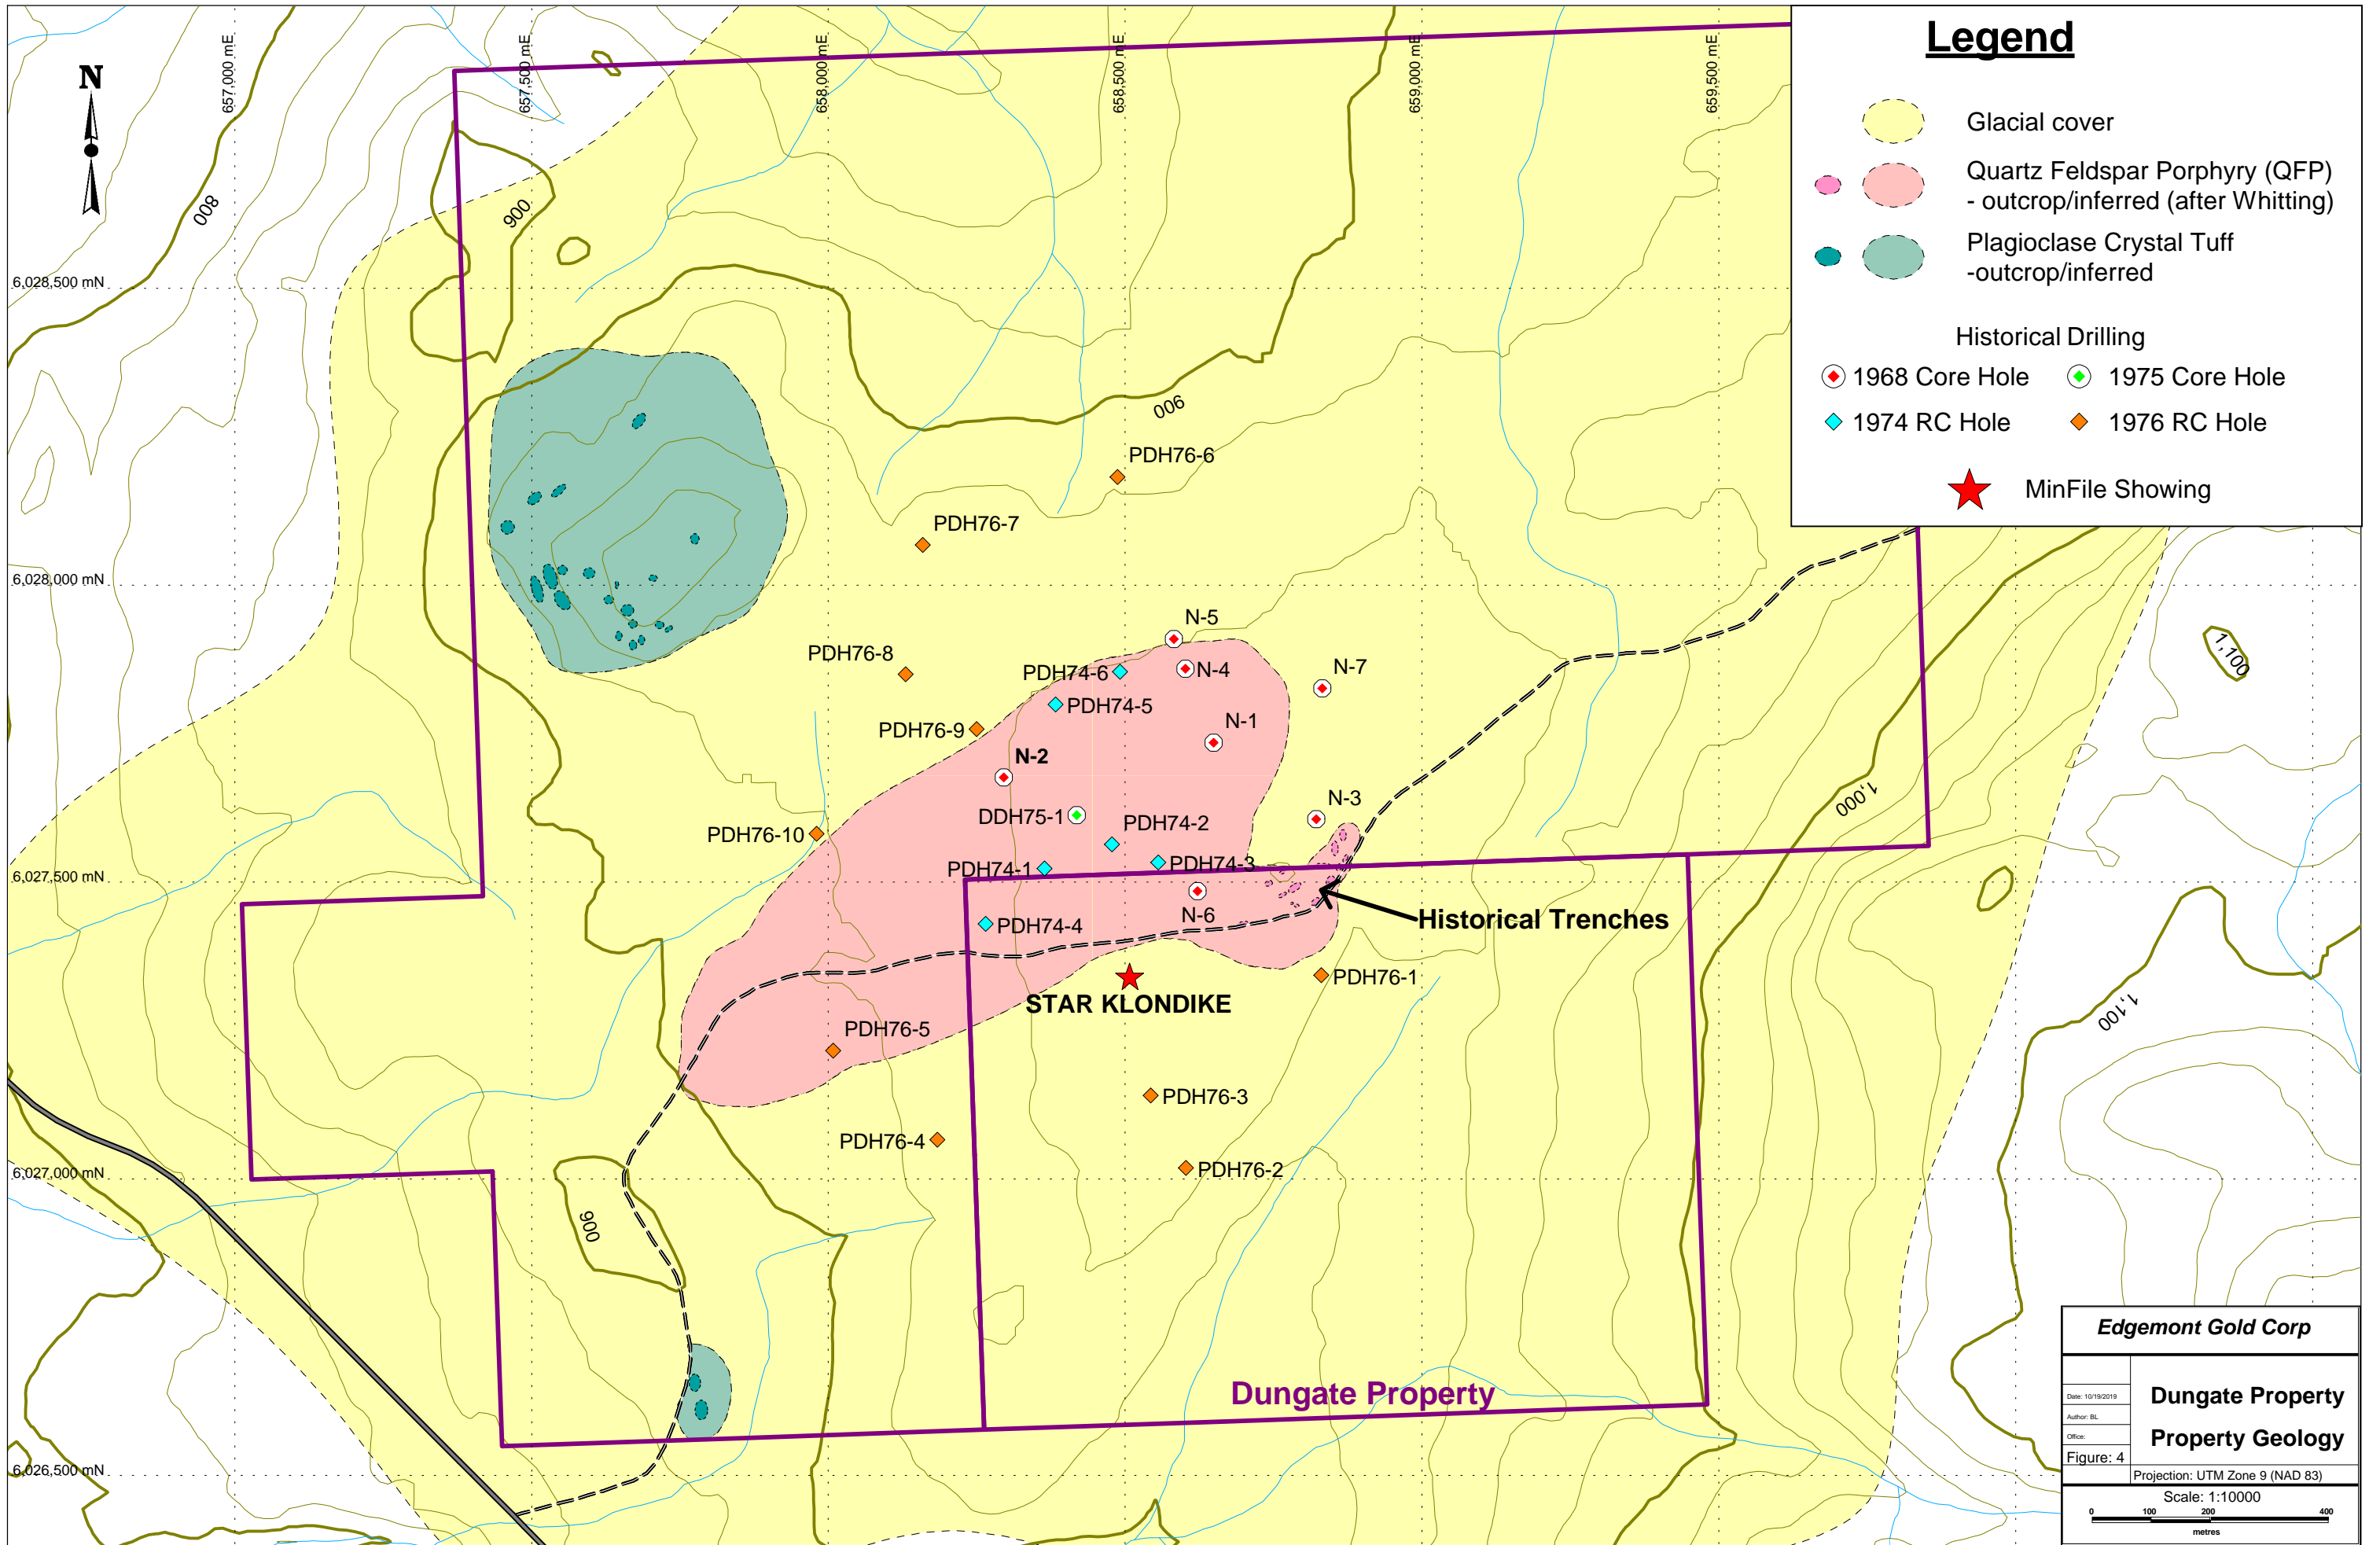 Legend
Glacial cover
Quartz Feldspar Porphyry (QFP)
- outcrop/inferred (after Whitting)
Plagioclase Crystal Tuff
-outcrop/inferred
Historical Drilling
1968 Core Hole
1975 Core Hole
1974 RC Hole
1976 RC Hole
MinFile Showing
N
657,000 mE
657,500 mE
658,000 mE
658,500 mE
659,000 mE
659,500 mE
800
900
6,028,500 mN
900
PDH76-6
PDH76-7
6,028,000 mN
N-5
PDH76-8
PDH74-6
N-4
N-7
1,100
PDH74-5
PDH76-9
N-1
N-2
1,000
N-3
DDH75-1
PDH74-2
PDH76-10
PDH74-1
PDH74-3
6,027,500 mN
N-6
Historical Trenches
PDH74-4
PDH76-1
STAR KLONDIKE
1,100
PDH76-5
PDH76-3
PDH76-4
PDH76-2
6,027,000 mN
900
Dungate Property
6,026,500 mN
Edgemont Gold Corp
Date: 10/19/2019
Author: BL
Office:
Figure: 4
Dungate Property
Property Geology
Projection: UTM Zone 9 (NAD 83)
Scale: 1:10000
0 100 200 400
metres